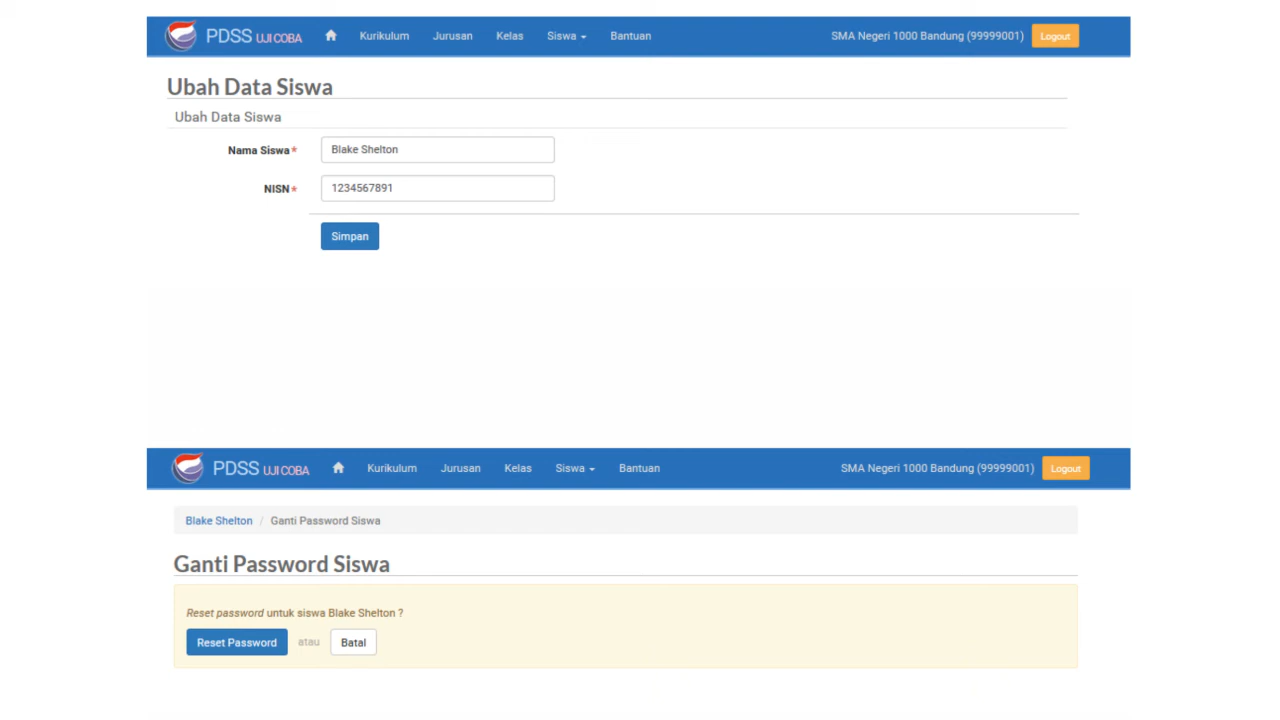 PDSS UJI COBA Kurikulum Jurusan Kelas Siswa Bantuan SMA Negeri 1000 Bandung (99999001) Logout
Ubah Data Siswa
Ubah Data Siswa
Nama Siswa* Blake Shelton
NISN* 1234567891
Simpan
PDSS UJI COBA Kurikulum Jurusan Kelas Siswa Bantuan SMA Negeri 1000 Bandung (99999001) Logout
Blake Shelton / Ganti Password Siswa
Ganti Password Siswa
Reset password untuk siswa Blake Shelton ?
Reset Password atau Batal